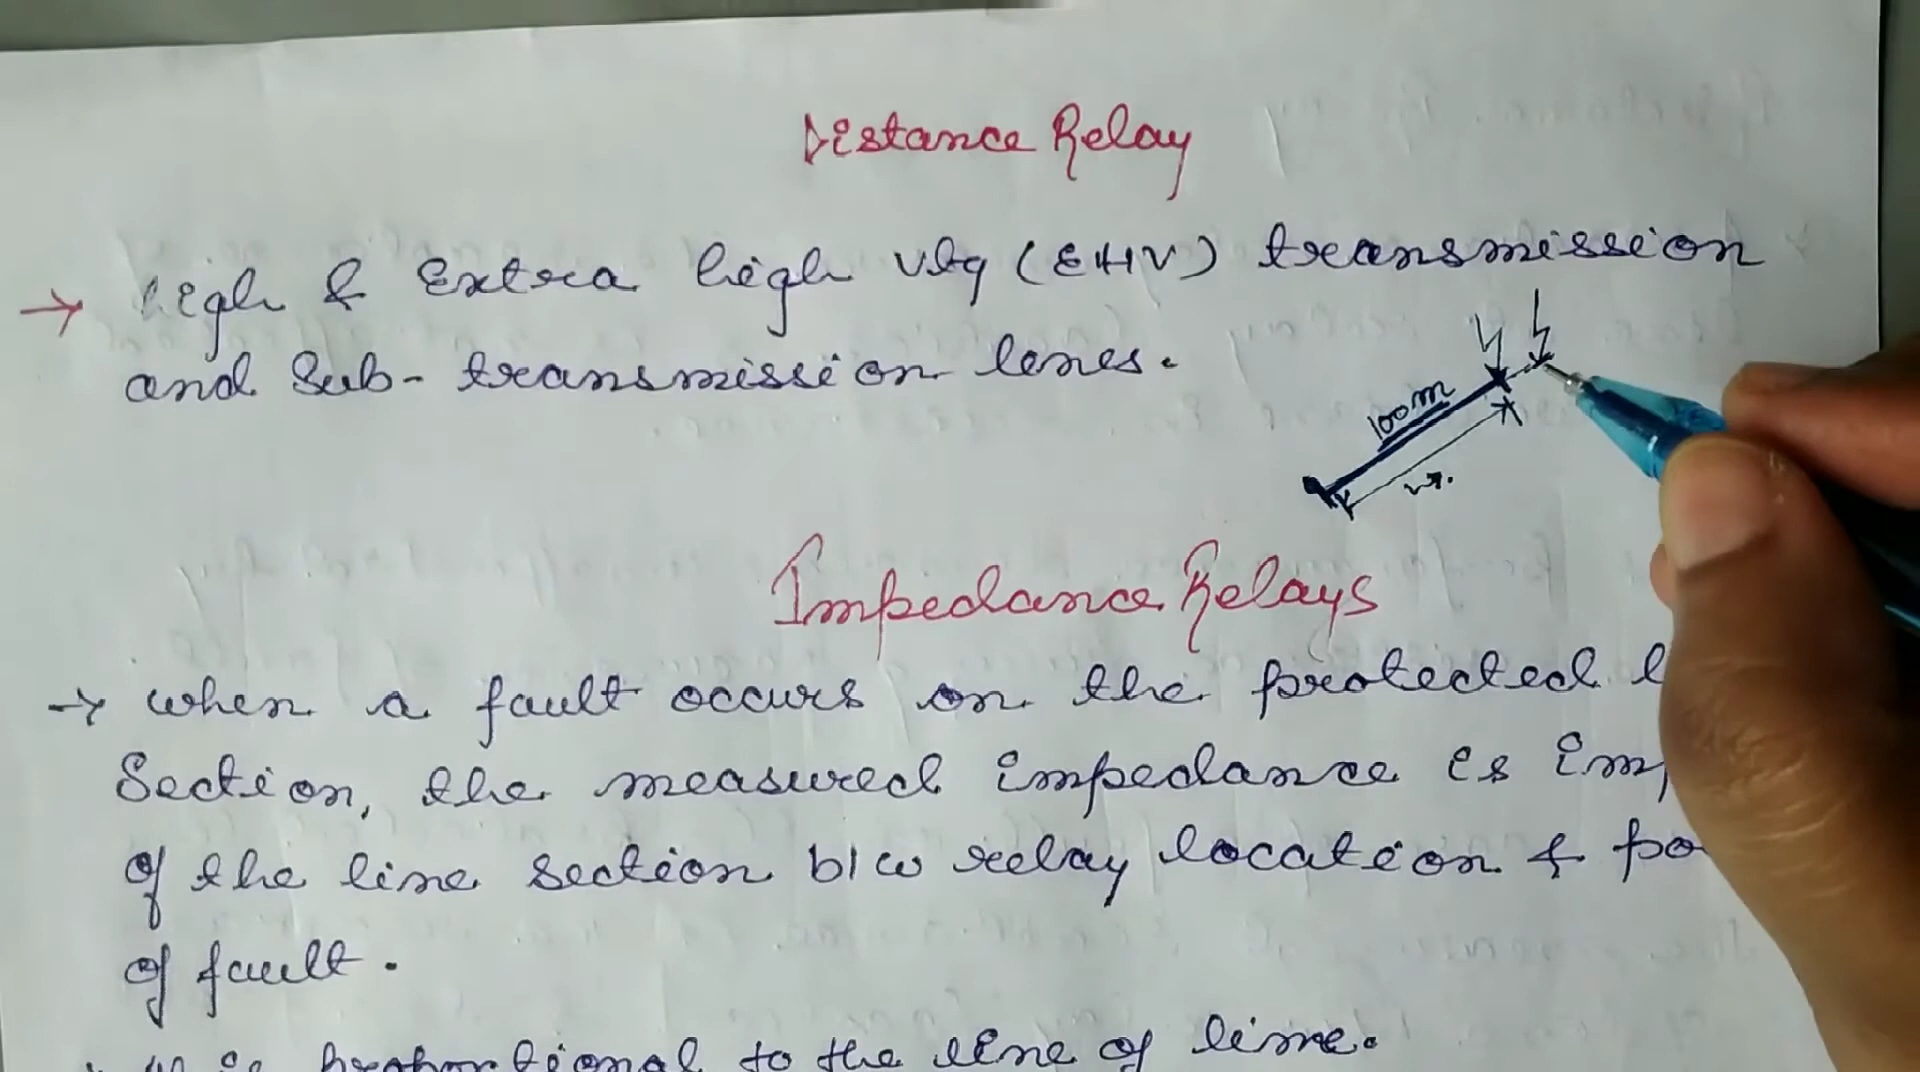 Distance Relay
→ high & Extra high vtg (EHV) transmission
and Sub-transmission lines.
100m
Impedance Relays
→ when a fault occurs on the protected l
Section, the measured impedance is imp
of the line section b/w relay location & po
of fault.
proportional to the line of line.